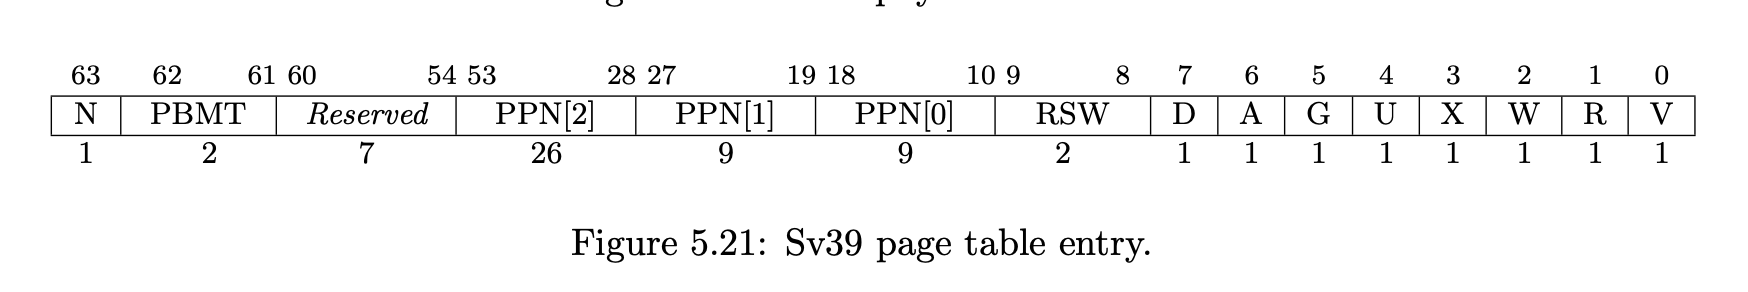 63 62 61 60 54 53 28 27 19 18 10 9 8 7 6 5 4 3 2 1 0
N PBMT Reserved PPN[2] PPN[1] PPN[0] RSW D A G U X W R V
1 2 7 26 9 9 2 1 1 1 1 1 1 1 1
Figure 5.21: Sv39 page table entry.